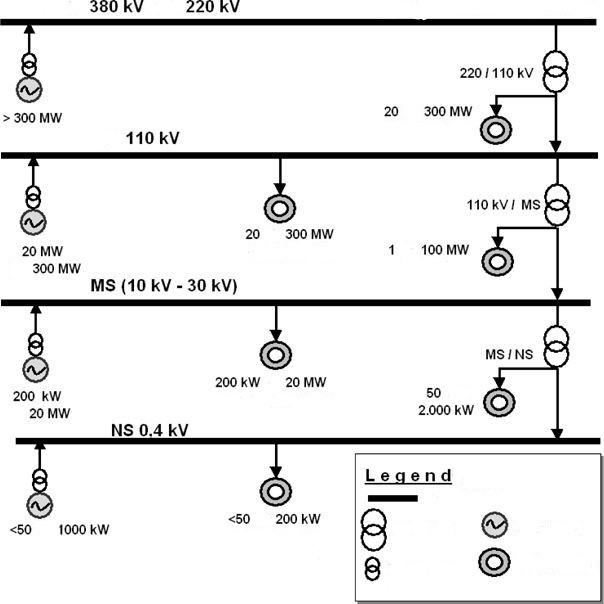 380 kV 220 kV
220 / 110 kV
> 300 MW
20 300 MW
110 kV
110 kV / MS
20 MW
300 MW
20 300 MW
1 100 MW
MS (10 kV - 30 kV)
MS / NS
200 kW
20 MW
200 kW 20 MW
50
2.000 kW
NS 0,4 kV
<50 1000 kW
<50 200 kW
Legend